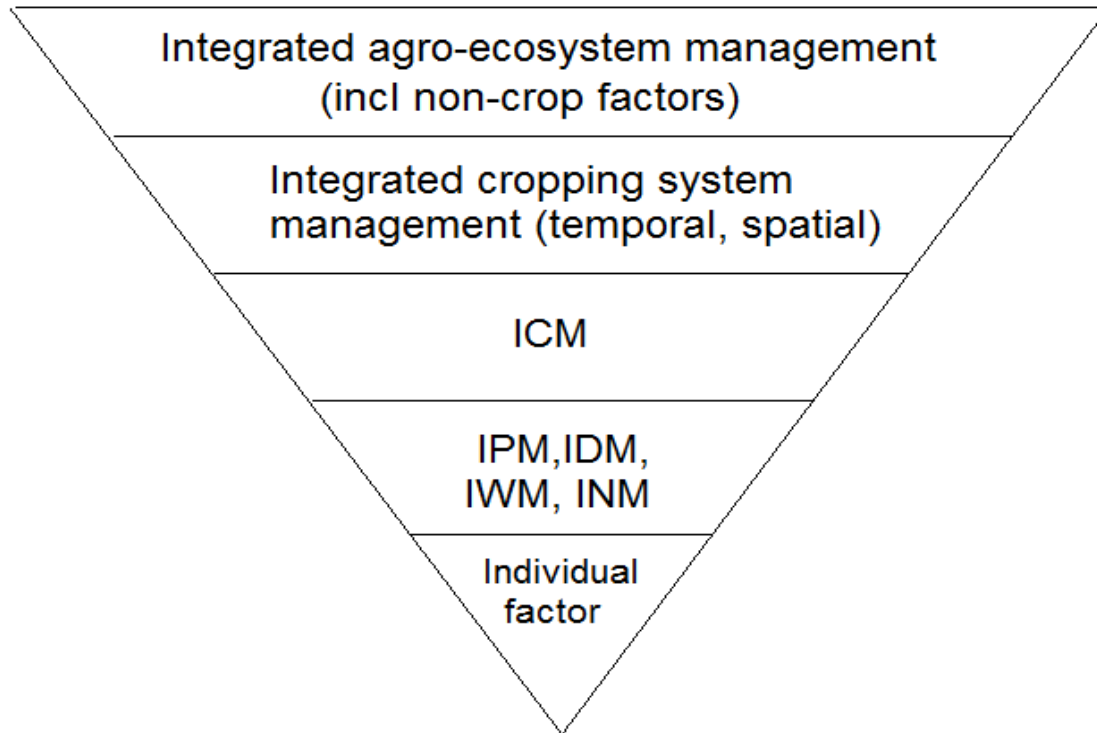 Integrated agro-ecosystem management
(incl non-crop factors)
Integrated cropping system
management (temporal, spatial)
ICM
IPM,IDM,
IWM, INM
Individual
factor